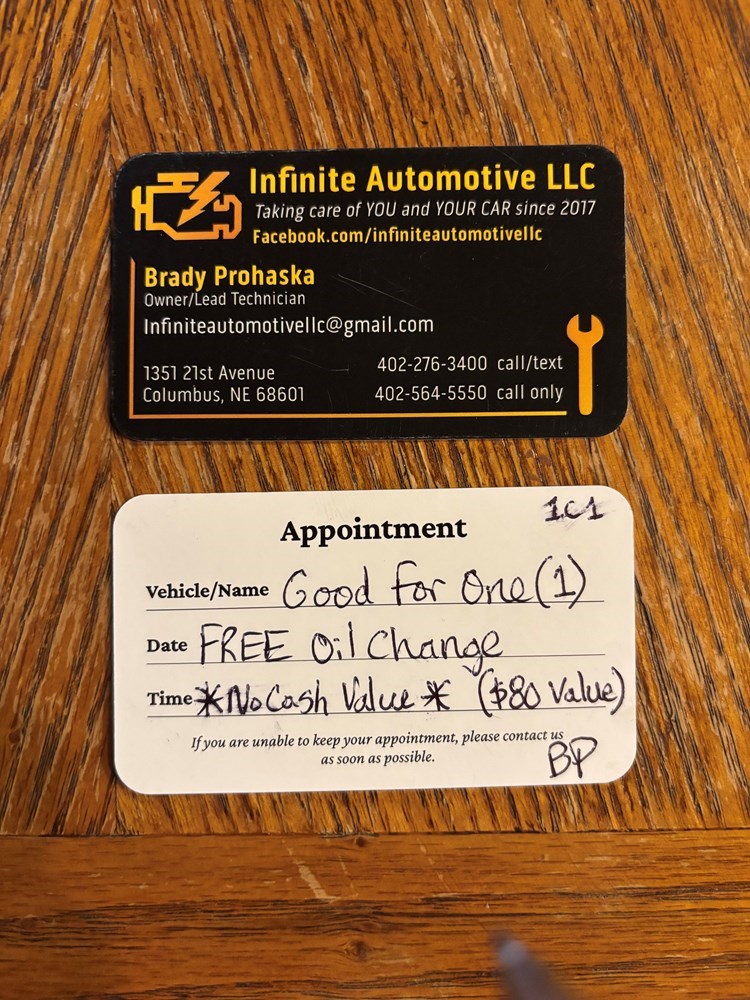 Infinite Automotive LLC
Taking care of YOU and YOUR CAR since 2017
Facebook.com/infiniteautomotivellc
Brady Prohaska
Owner/Lead Technician
Infiniteautomotivellc@gmail.com
1351 21st Avenue
Columbus, NE 68601
402-276-3400 call/text
402-564-5550 call only
1C1
Appointment
Vehicle/Name Good For One (1)
Date FREE Oil Change
Time *No Cash Value* ($80 Value)
If you are unable to keep your appointment, please contact us
as soon as possible.
BP